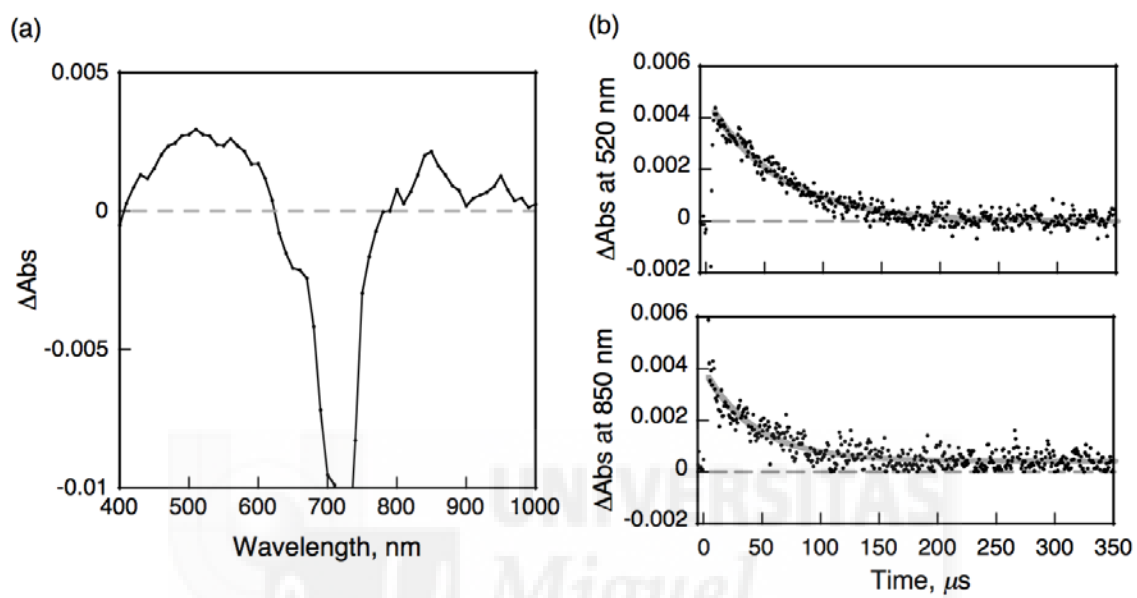 (a)
0.005
0
-0.005
-0.01
ΔAbs
400 500 600 700 800 900 1000
Wavelength, nm
(b)
0.006
0.004
0.002
0
-0.002
ΔAbs at 520 nm
0.006
0.004
0.002
0
-0.002
ΔAbs at 850 nm
0 50 100 150 200 250 300 350
Time, μs
UNIVERSITAS
Miguel